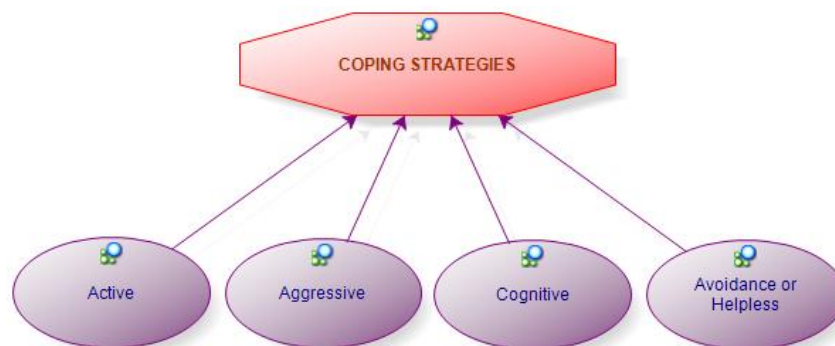 COPING STRATEGIES
Active
Aggressive
Cognitive
Avoidance or
Helpless